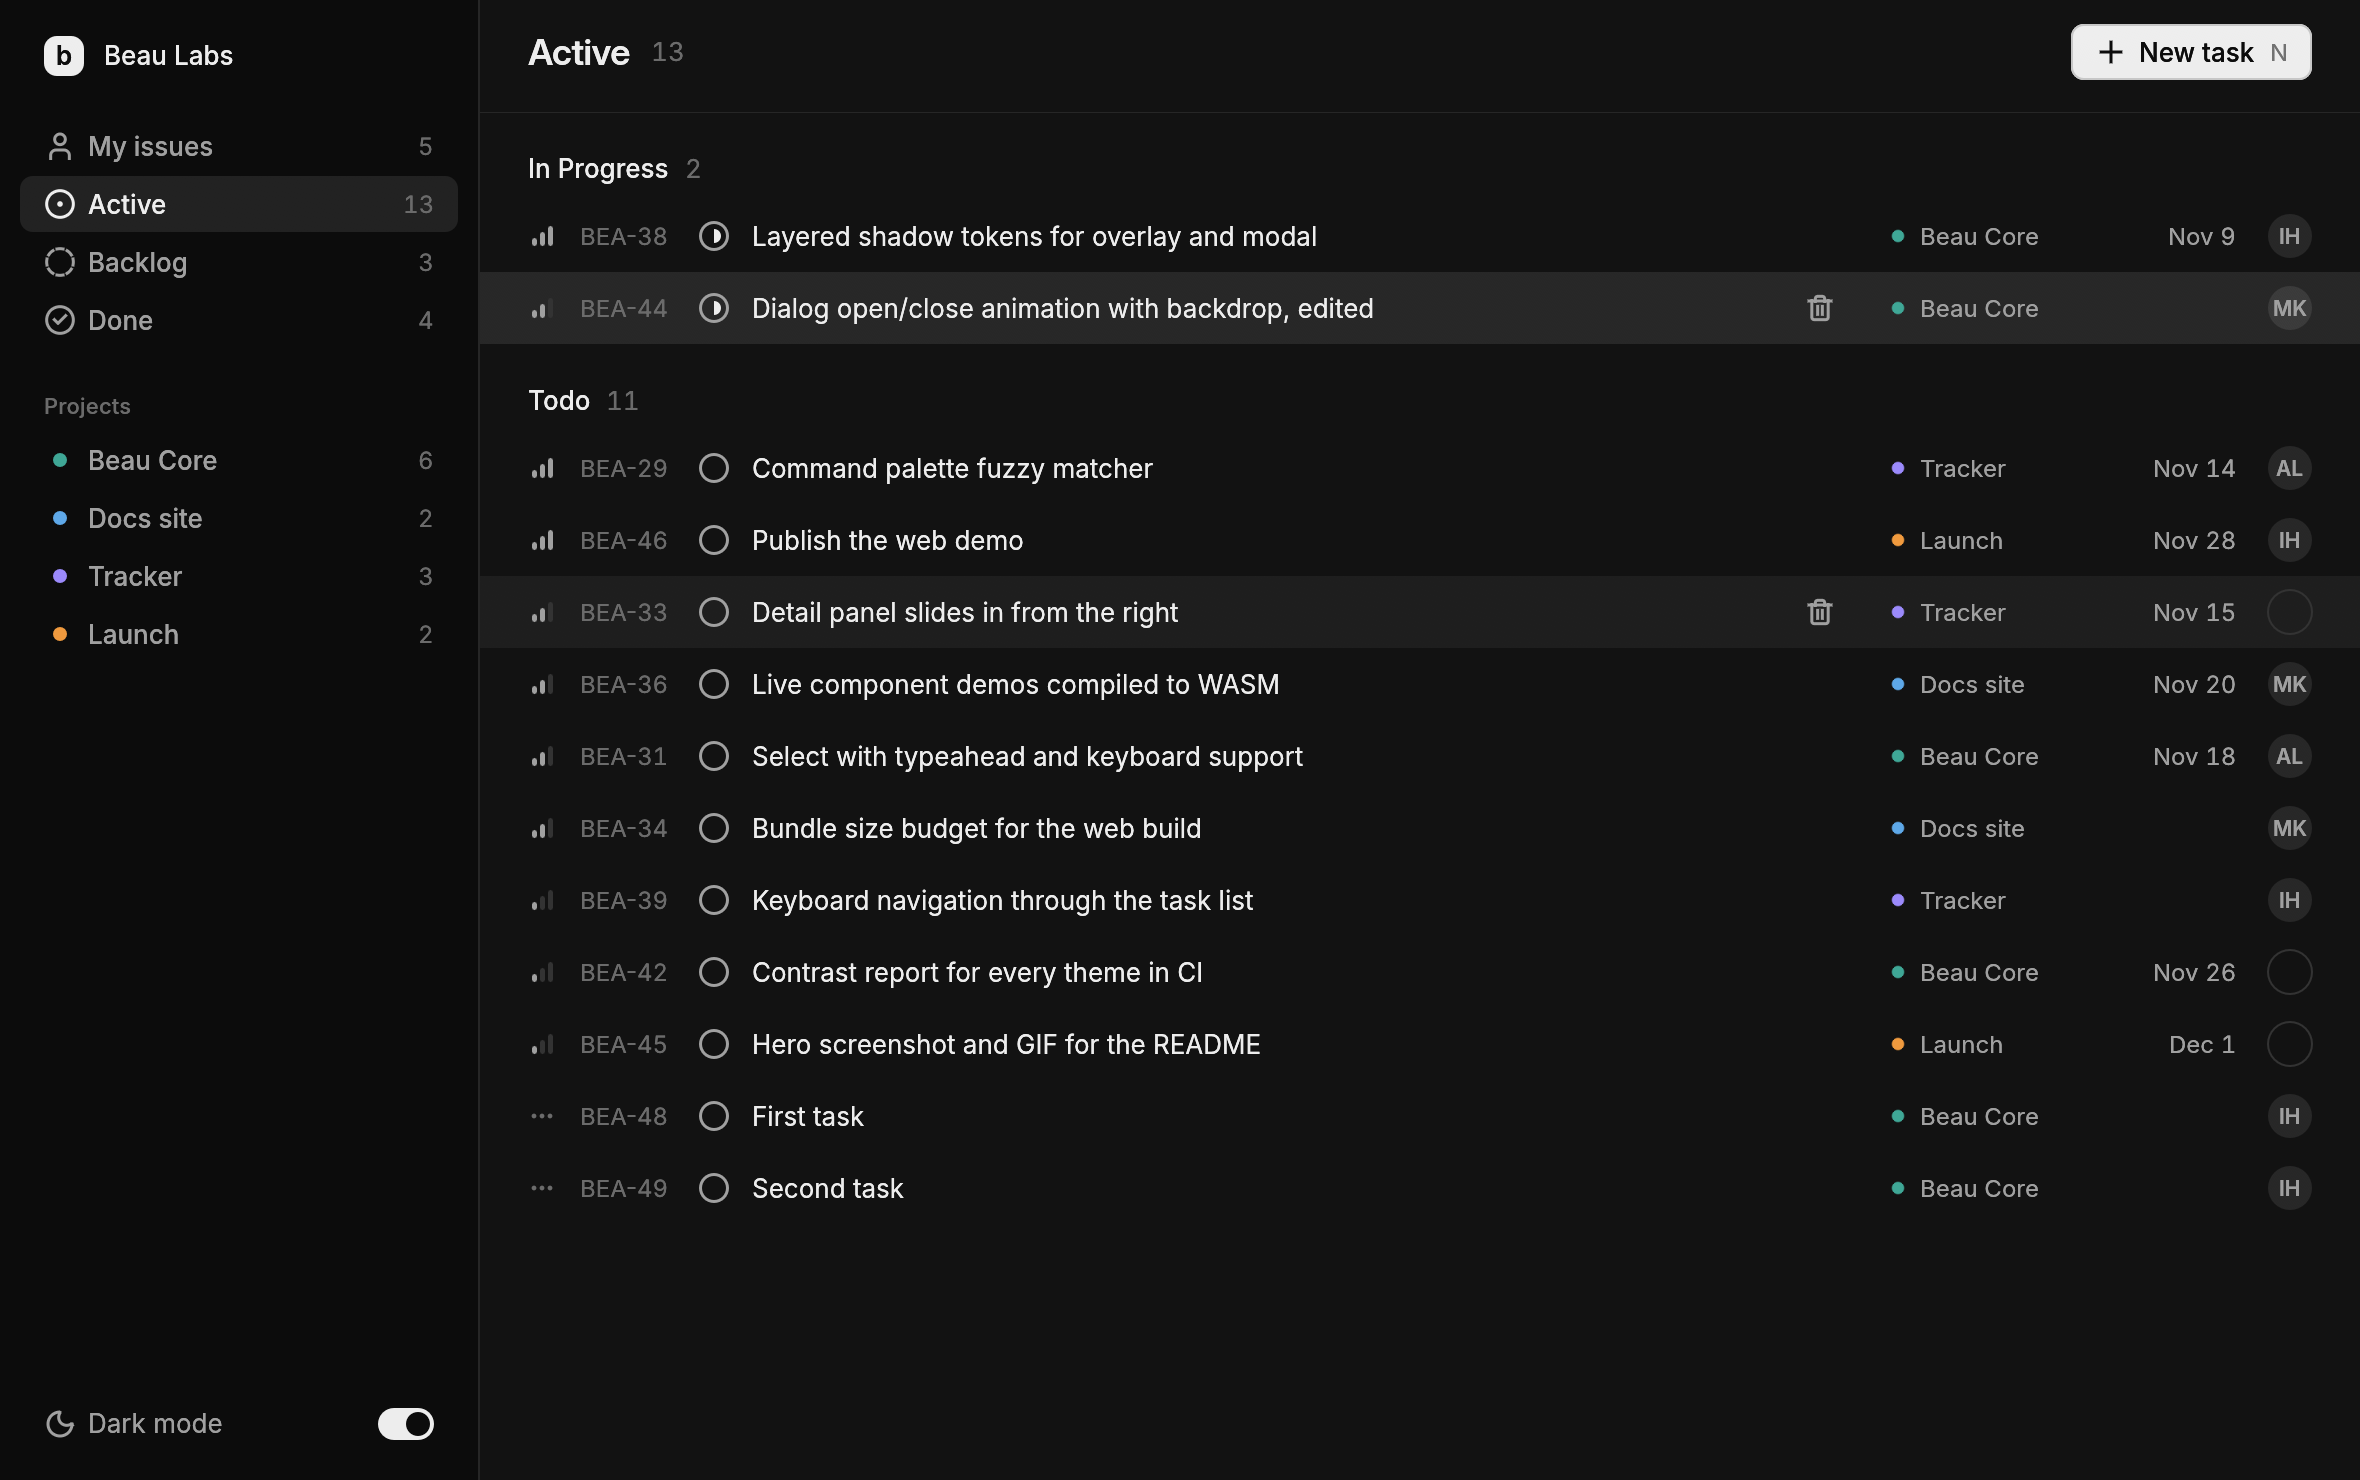 b Beau Labs
My issues 5
Active 13
Backlog 3
Done 4
Projects
Beau Core 6
Docs site 2
Tracker 3
Launch 2
Dark mode
Active 13
New task N
In Progress 2
BEA-38 Layered shadow tokens for overlay and modal Beau Core Nov 9 IH
BEA-44 Dialog open/close animation with backdrop, edited Beau Core MK
Todo 11
BEA-29 Command palette fuzzy matcher Tracker Nov 14 AL
BEA-46 Publish the web demo Launch Nov 28 IH
BEA-33 Detail panel slides in from the right Tracker Nov 15
BEA-36 Live component demos compiled to WASM Docs site Nov 20 MK
BEA-31 Select with typeahead and keyboard support Beau Core Nov 18 AL
BEA-34 Bundle size budget for the web build Docs site MK
BEA-39 Keyboard navigation through the task list Tracker IH
BEA-42 Contrast report for every theme in CI Beau Core Nov 26
BEA-45 Hero screenshot and GIF for the README Launch Dec 1
BEA-48 First task Beau Core IH
BEA-49 Second task Beau Core IH